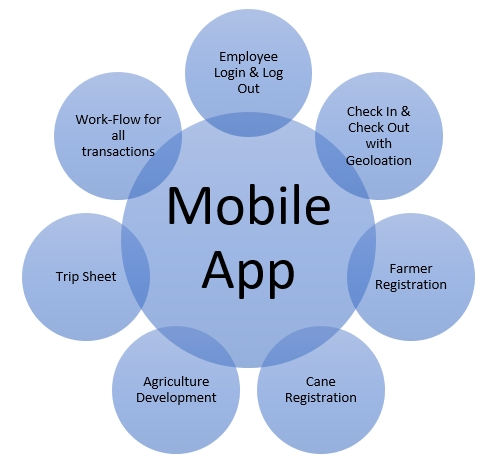 Employee
Login & Log
Out
Check In &
Check Out
with
Geoloation
Farmer
Registration
Cane
Registration
Agriculture
Development
Trip Sheet
Work-Flow for
all
transactions
Mobile
App